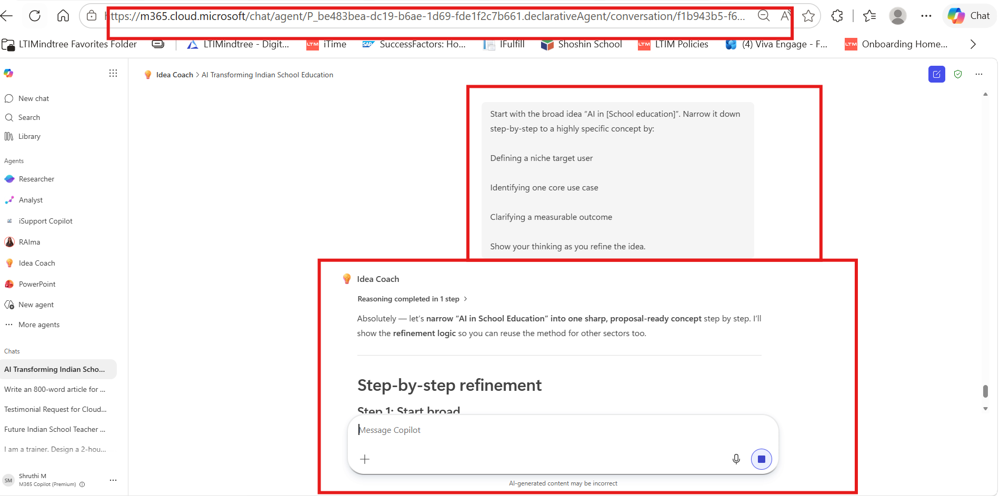 https://m365.cloud.microsoft/chat/agent/P_be483bea-dc19-b6ae-1d69-fde1f2c7b661.declarativeAgent/conversation/f1b943b5-f6...
Chat
LTIMindtree Favorites Folder
LTIMindtree - Digit...
iTime
SuccessFactors: Ho...
IFulfill
Shoshin School
LTIM Policies
(4) Viva Engage - F...
Onboarding Home...
Idea Coach > AI Transforming Indian School Education
New chat
Search
Library
Agents
Researcher
Analyst
iSupport Copilot
RAIma
Idea Coach
PowerPoint
New agent
More agents
Chats
AI Transforming Indian Scho...
Write an 800-word article for ...
Testimonial Request for Cloud...
Future Indian School Teacher ...
I am a trainer. Design a 2-hou...
SM
Shruthi M
M365 Copilot (Premium)
Start with the broad idea “AI in [School education]”. Narrow it down
step-by-step to a highly specific concept by:
Defining a niche target user
Identifying one core use case
Clarifying a measurable outcome
Show your thinking as you refine the idea.
Idea Coach
Reasoning completed in 1 step >
Absolutely — let’s narrow “AI in School Education” into one sharp, proposal-ready concept step by step. I’ll
show the refinement logic so you can reuse the method for other sectors too.
Step-by-step refinement
Step 1: Start broad
Message Copilot
AI-generated content may be incorrect